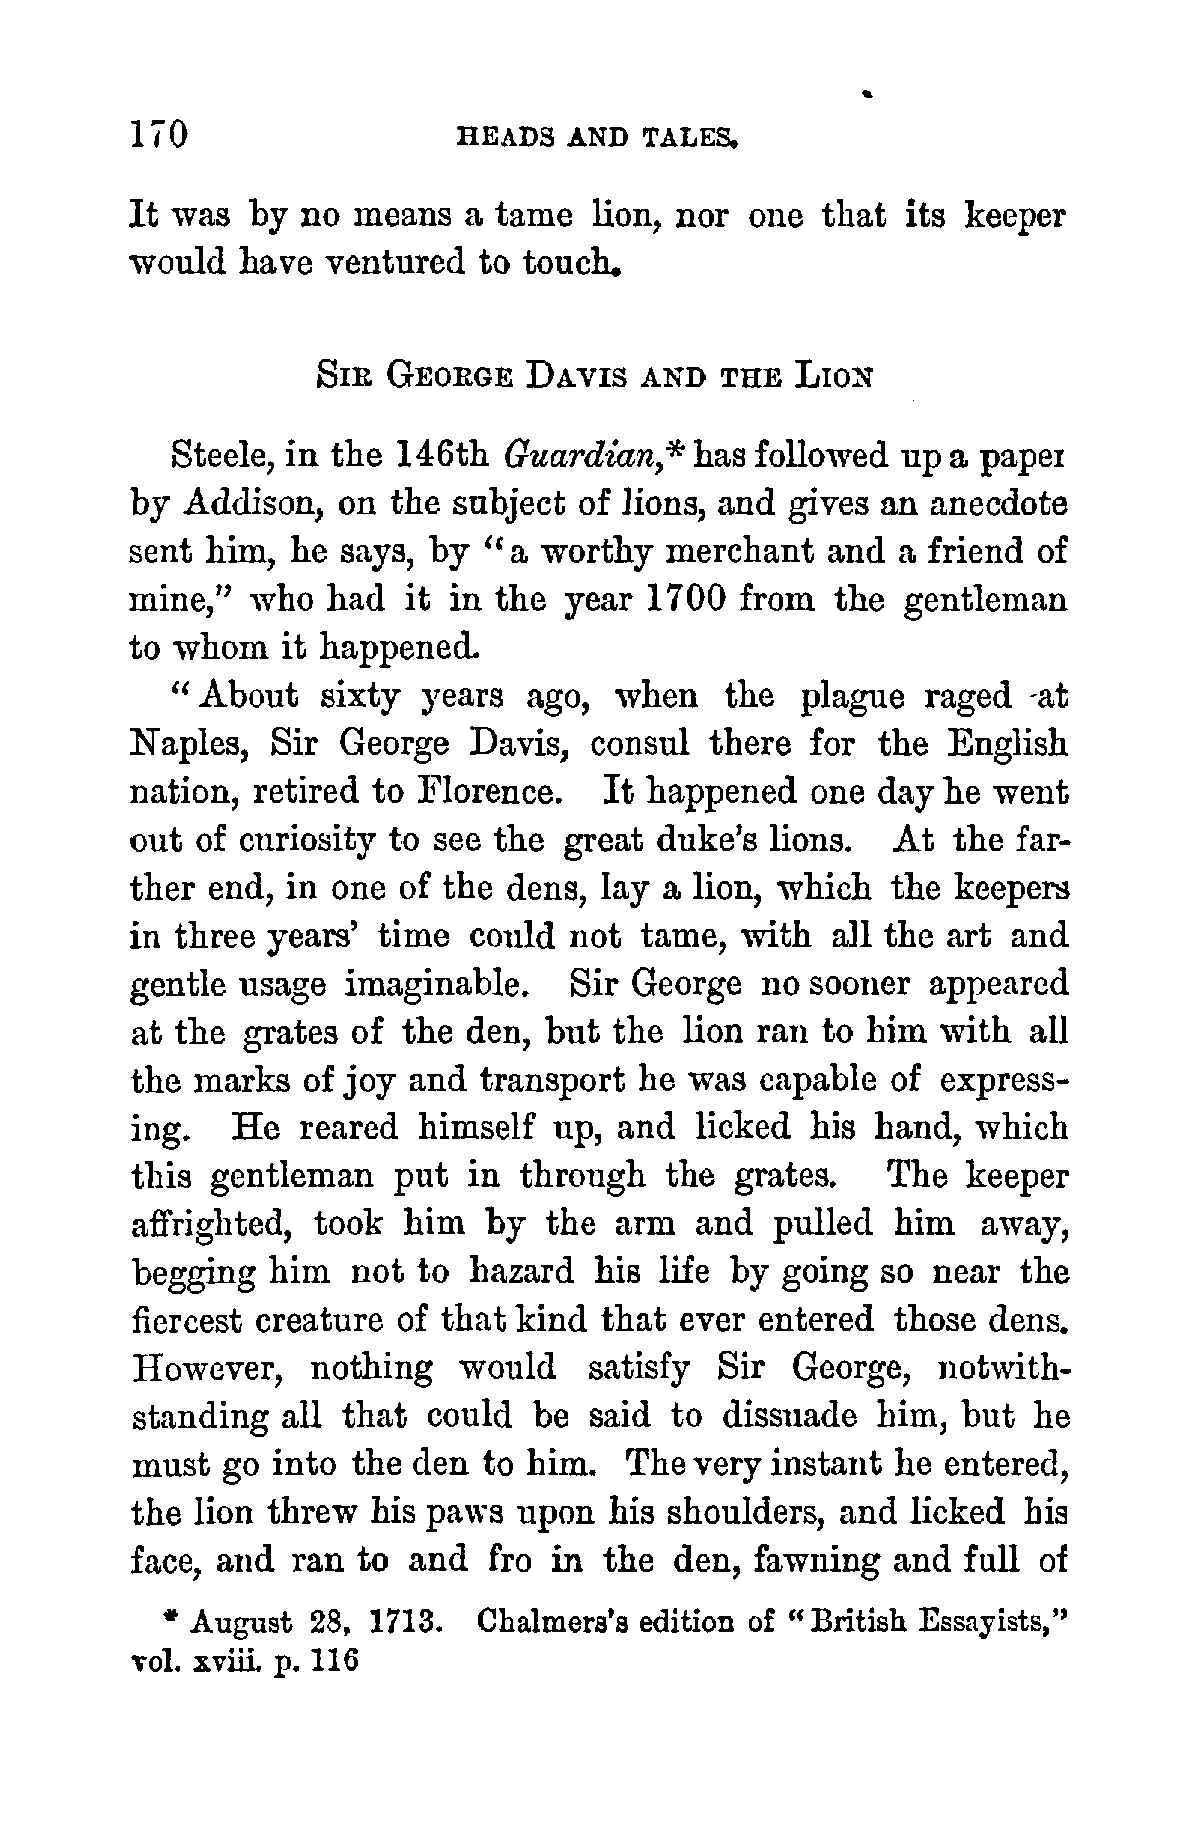 170 HEADS AND TALES.
It was by no means a tame lion, nor one that its keeper
would have ventured to touch.
SIR GEORGE DAVIS AND THE LION
Steele, in the 146th Guardian,* has followed up a paper
by Addison, on the subject of lions, and gives an anecdote
sent him, he says, by “a worthy merchant and a friend of
mine,” who had it in the year 1700 from the gentleman
to whom it happened.
“About sixty years ago, when the plague raged at
Naples, Sir George Davis, consul there for the English
nation, retired to Florence. It happened one day he went
out of curiosity to see the great duke’s lions. At the far-
ther end, in one of the dens, lay a lion, which the keepers
in three years’ time could not tame, with all the art and
gentle usage imaginable. Sir George no sooner appeared
at the grates of the den, but the lion ran to him with all
the marks of joy and transport he was capable of express-
ing. He reared himself up, and licked his hand, which
this gentleman put in through the grates. The keeper
affrighted, took him by the arm and pulled him away,
begging him not to hazard his life by going so near the
fiercest creature of that kind that ever entered those dens.
However, nothing would satisfy Sir George, notwith-
standing all that could be said to dissuade him, but he
must go into the den to him. The very instant he entered,
the lion threw his paws upon his shoulders, and licked his
face, and ran to and fro in the den, fawning and full of
* August 28, 1713. Chalmers’s edition of “British Essayists,”
vol. xviii. p. 116